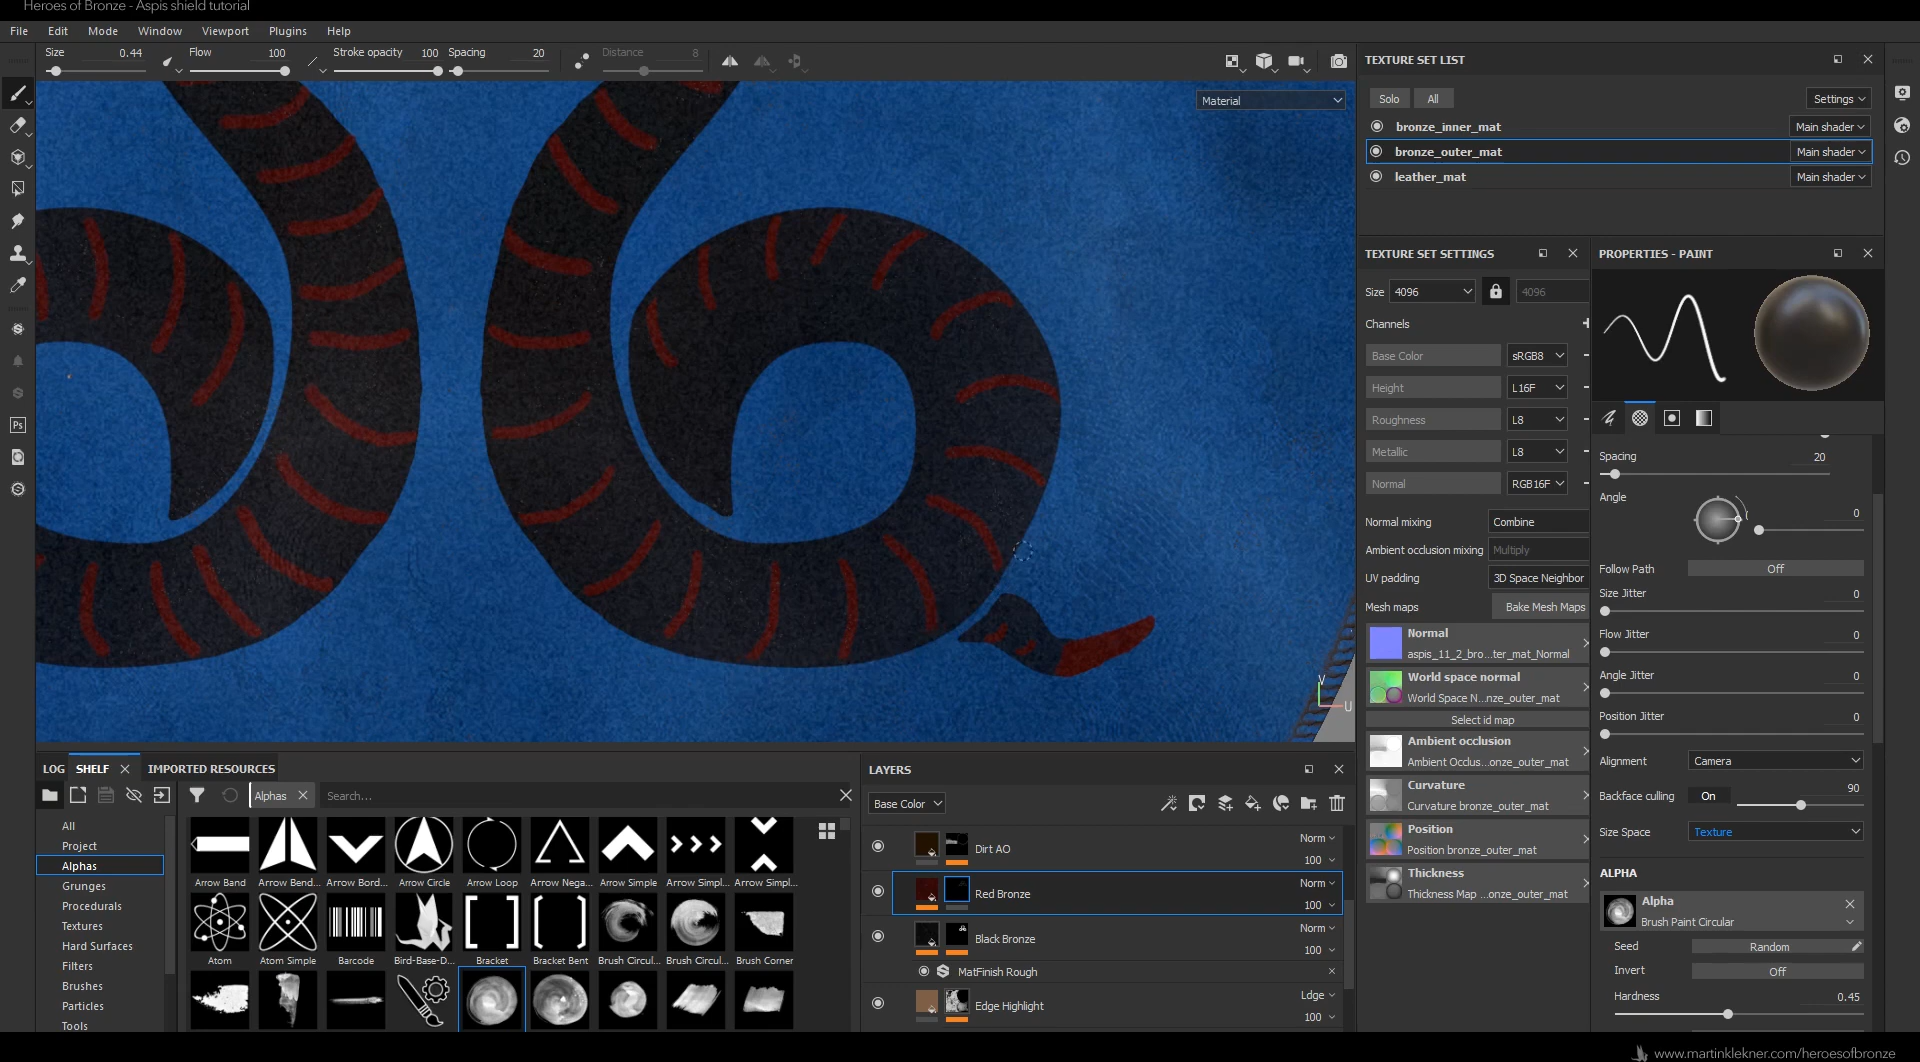 Heroes of Bronze - Aspis shield tutorial
File Edit Mode Window Viewport Plugins Help
Size 0.44 Flow 100 Stroke opacity 100 Spacing 20 Distance 8
Material
TEXTURE SET LIST
Solo All Settings
bronze_inner_mat Main shader
bronze_outer_mat Main shader
leather_mat Main shader
TEXTURE SET SETTINGS
Size 4096 4096
Channels
Base Color sRGB8
Height L16F
Roughness L8
Metallic L8
Normal RGB16F
Normal mixing Combine
Ambient occlusion mixing Multiply
UV padding 3D Space Neighbor
Mesh maps Bake Mesh Maps
Normal
aspis_11_2_bro...ter_mat_Normal
World space normal
World Space N...nze_outer_mat
Select id map
Ambient occlusion
Ambient Occlus...onze_outer_mat
Curvature
Curvature bronze_outer_mat
Position
Position bronze_outer_mat
Thickness
Thickness Map ...onze_outer_mat
PROPERTIES - PAINT
Spacing 20
Angle 0
Follow Path Off
Size Jitter 0
Flow Jitter 0
Angle Jitter 0
Position Jitter 0
Alignment Camera
Backface culling On 90
Size Space Texture
ALPHA
Alpha
Brush Paint Circular
Seed Random
Invert Off
Hardness 0.45
Ps
V
U
LOG SHELF IMPORTED RESOURCES
Alphas Search...
All
Project
Alphas
Grunges
Procedurals
Textures
Hard Surfaces
Filters
Brushes
Particles
Tools
Arrow Band Arrow Bend... Arrow Bord... Arrow Circle Arrow Loop Arrow Nega... Arrow Simple Arrow Simpl... Arrow Simpl...
Atom Atom Simple Barcode Bird-Base-D... Bracket Bracket Bent Brush Circul... Brush Circul... Brush Corner
LAYERS
Base Color
Dirt AO Norm 100
Red Bronze Norm 100
Black Bronze Norm 100
MatFinish Rough
Edge Highlight Ldge 100
www.martinklekner.com/heroesofbronze